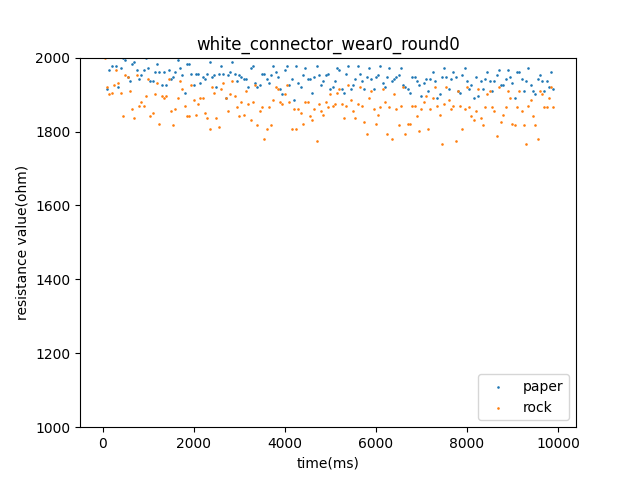 white_connector_wear0_round0
resistance value(ohm)
2000
1800
1600
1400
1200
1000
0
2000
4000
6000
8000
10000
time(ms)
paper
rock